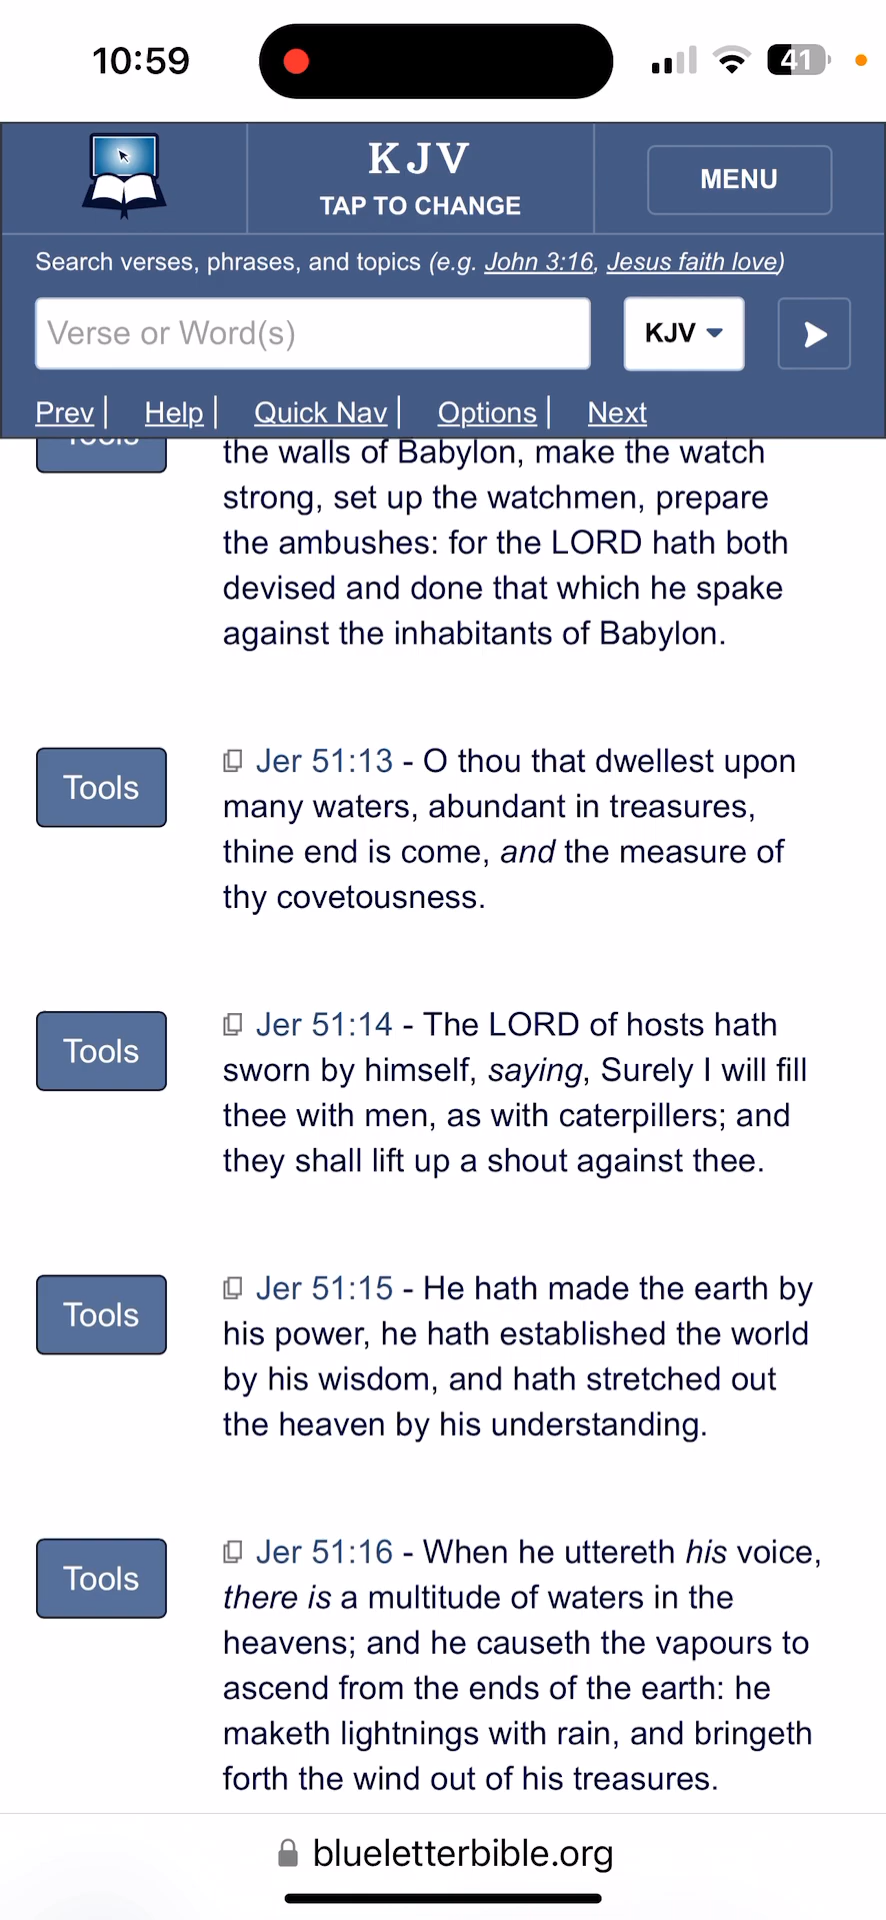 10:59
41
KJV
TAP TO CHANGE
MENU
Search verses, phrases, and topics (e.g. John 3:16, Jesus faith love)
Verse or Word(s)
KJV
Prev | Help | Quick Nav | Options | Next
Tools
the walls of Babylon, make the watch
strong, set up the watchmen, prepare
the ambushes: for the LORD hath both
devised and done that which he spake
against the inhabitants of Babylon.
Tools
Jer 51:13 - O thou that dwellest upon
many waters, abundant in treasures,
thine end is come, and the measure of
thy covetousness.
Tools
Jer 51:14 - The LORD of hosts hath
sworn by himself, saying, Surely I will fill
thee with men, as with caterpillers; and
they shall lift up a shout against thee.
Tools
Jer 51:15 - He hath made the earth by
his power, he hath established the world
by his wisdom, and hath stretched out
the heaven by his understanding.
Tools
Jer 51:16 - When he uttereth his voice,
there is a multitude of waters in the
heavens; and he causeth the vapours to
ascend from the ends of the earth: he
maketh lightnings with rain, and bringeth
forth the wind out of his treasures.
blueletterbible.org